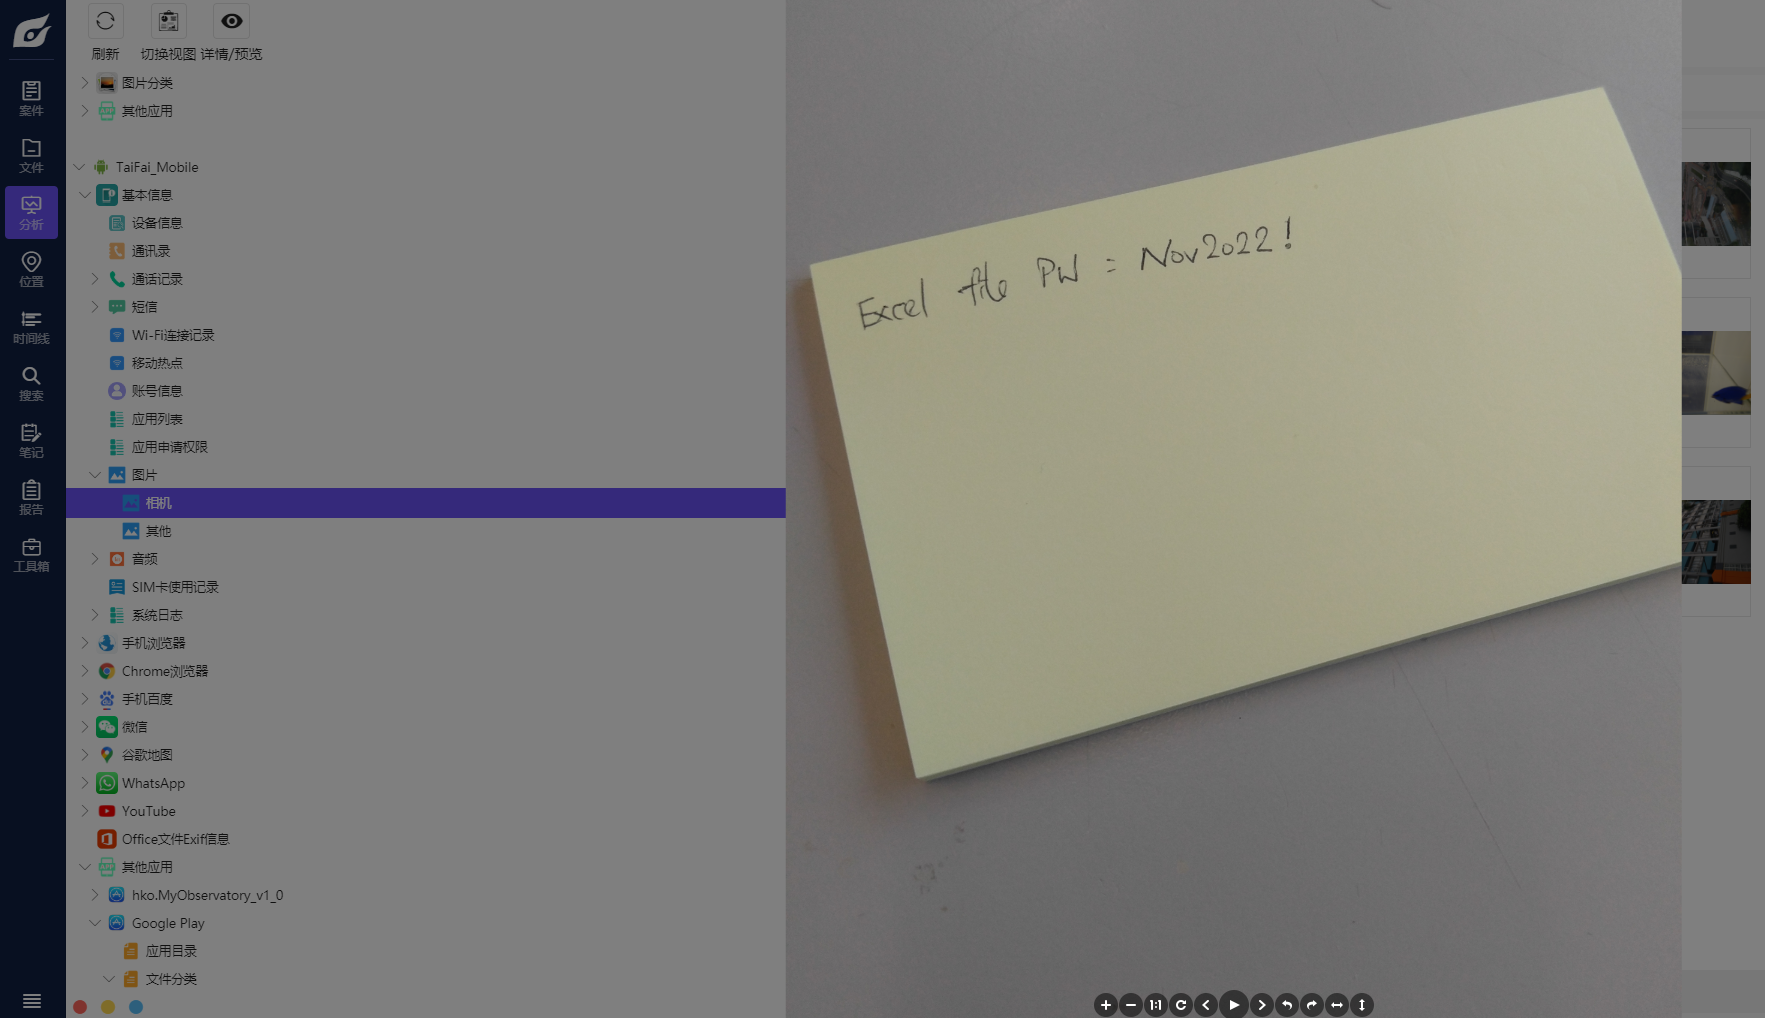 刷新 切换视图 详情/预览
案件
文件
分析
位置
时间线
搜索
笔记
报告
工具箱
图片分类
其他应用
TaiFai_Mobile
基本信息
设备信息
通讯录
通话记录
短信
Wi-Fi连接记录
移动热点
账号信息
应用列表
应用申请权限
图片
相机
其他
音频
SIM卡使用记录
系统日志
手机浏览器
Chrome浏览器
手机百度
微信
谷歌地图
WhatsApp
YouTube
Office文件Exif信息
其他应用
hko.MyObservatory_v1_0
Google Play
应用目录
文件分类
Excel file PW = Nov2022!
1:1